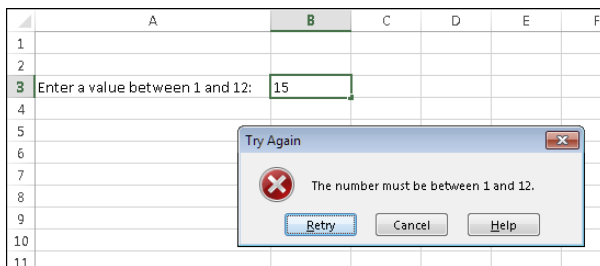 A B C D E F
1
2
3 Enter a value between 1 and 12: 15
4
5
Try Again
6
7
The number must be between 1 and 12.
8
9
Retry Cancel Help
10
11